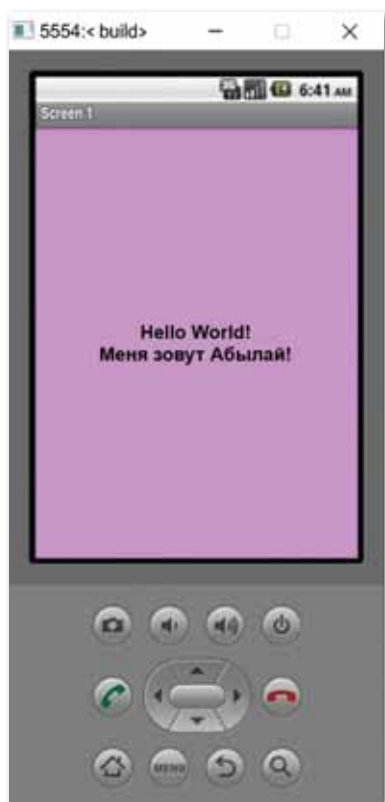 5554:< build>
6:41 AM
Screen 1
Hello World!
Меня зовут Абылай!
MENU